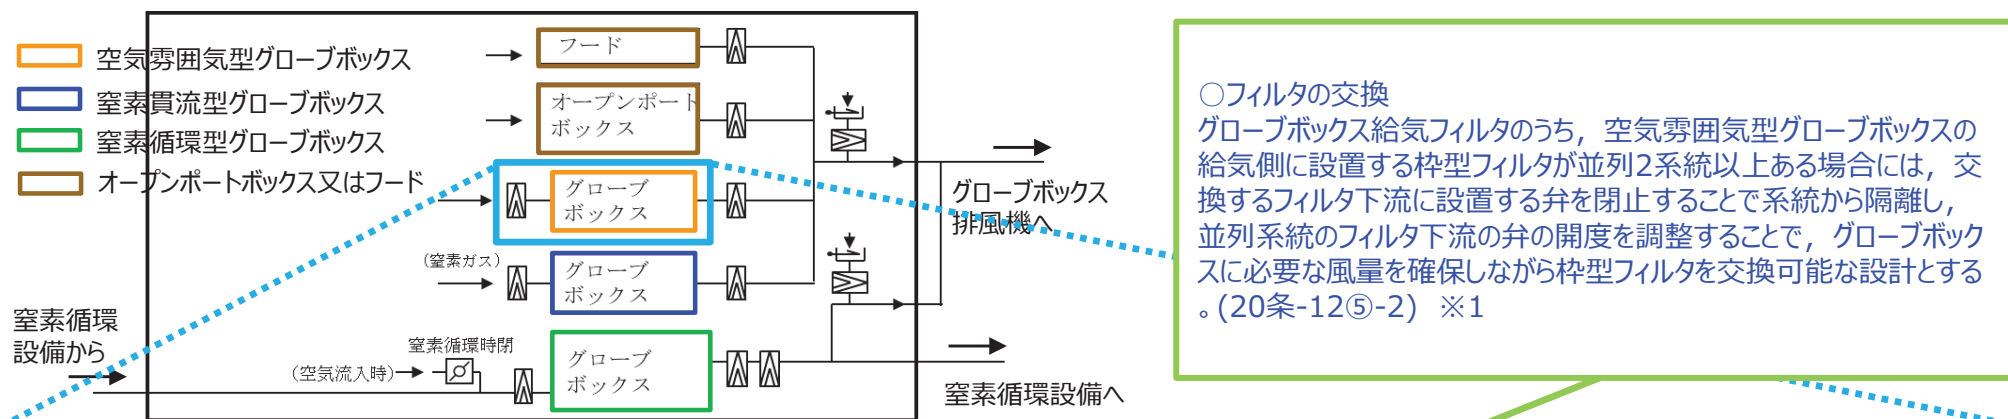 空気雰囲気型グローブボックス
窒素貫流型グローブボックス
窒素循環型グローブボックス
オープンポートボックス又はフード
フード
オープンポート
ボックス
グローブ
ボックス
(窒素ガス)
グローブ
ボックス
窒素循環
設備から
窒素循環時閉
(空気流入時)
グローブ
ボックス
グローブボックス
排風機へ
窒素循環設備へ
○フィルタの交換
グローブボックス給気フィルタのうち，空気雰囲気型グローブボックスの
給気側に設置する枠型フィルタが並列2系統以上ある場合には，交
換するフィルタ下流に設置する弁を閉止することで系統から隔離し，
並列系統のフィルタ下流の弁の開度を調整することで，グローブボック
スに必要な風量を確保しながら枠型フィルタを交換可能な設計とする
。(20条-12⑤-2) ※1